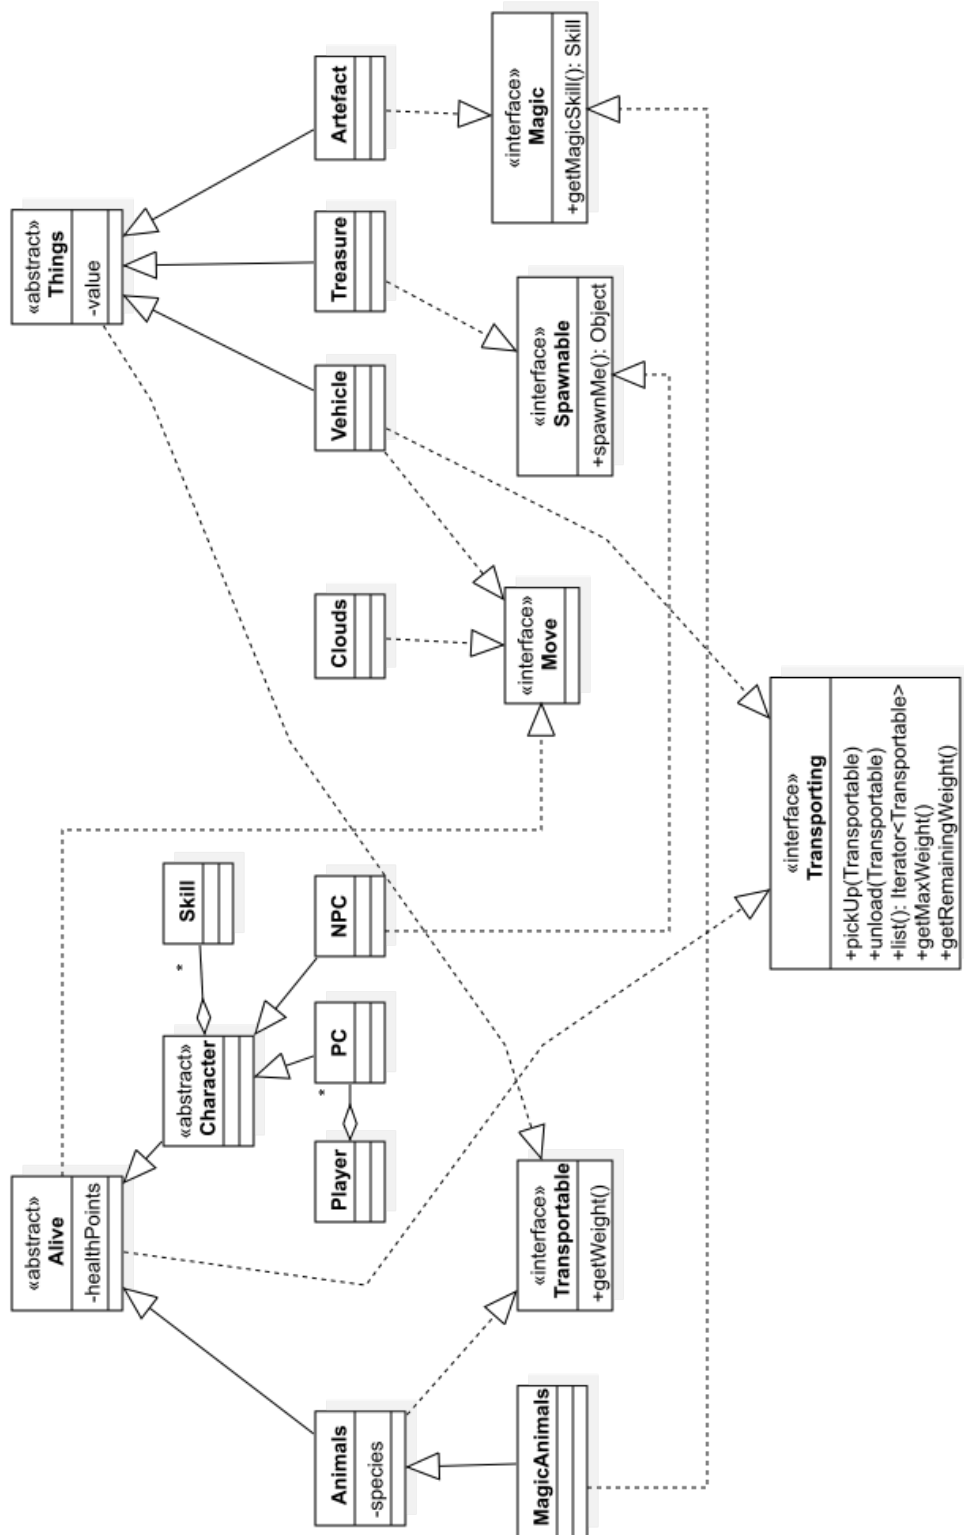 «abstract»
Alive
-healthPoints
«abstract»
Things
-value
«abstract»
Character
*
Skill
Animals
-species
Player
*
PC
NPC
Clouds
Vehicle
Treasure
Artefact
MagicAnimals
«interface»
Transportable
+getWeight()
«interface»
Move
«interface»
Spawnable
+spawnMe(): Object
«interface»
Magic
+getMagicSkill(): Skill
«interface»
Transporting
+pickUp(Transportable)
+unload(Transportable)
+list(): Iterator<Transportable>
+getMaxWeight()
+getRemainingWeight()